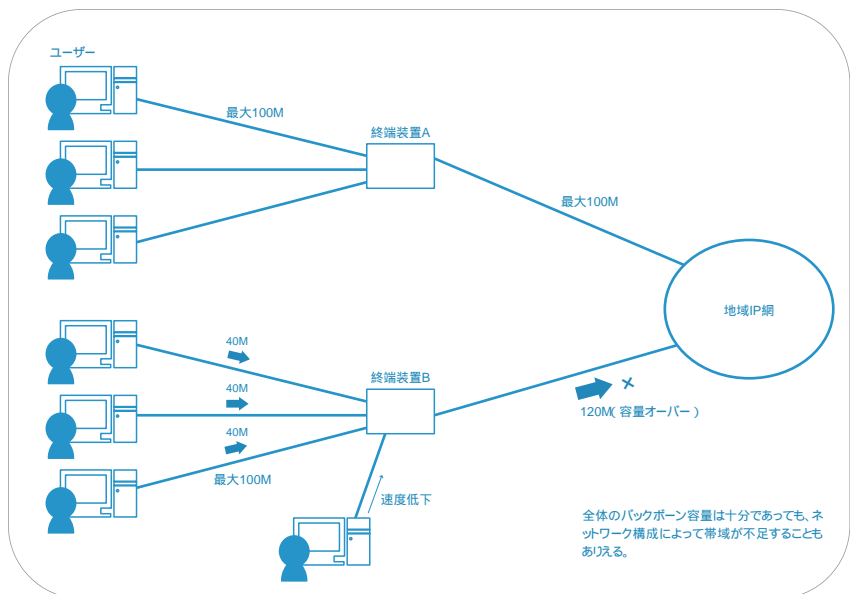 ユーザー
最大100M
終端装置A
最大100M
地域IP網
40M
40M
40M
最大100M
終端装置B
120M(容量オーバー)
速度低下
全体のバックボーン容量は十分であっても、ネ
ットワーク構成によって帯域が不足することも
ありえる。